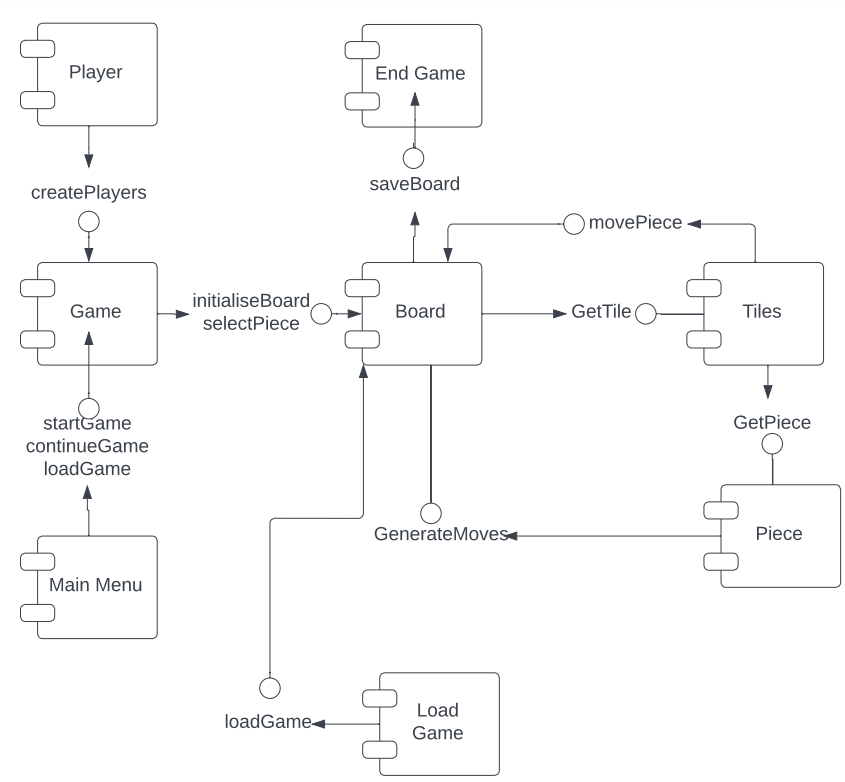 Player
End Game
createPlayers
saveBoard
movePiece
Game
initialiseBoard
selectPiece
Board
GetTile
Tiles
startGame
continueGame
loadGame
GetPiece
GenerateMoves
Piece
Main Menu
loadGame
Load
Game